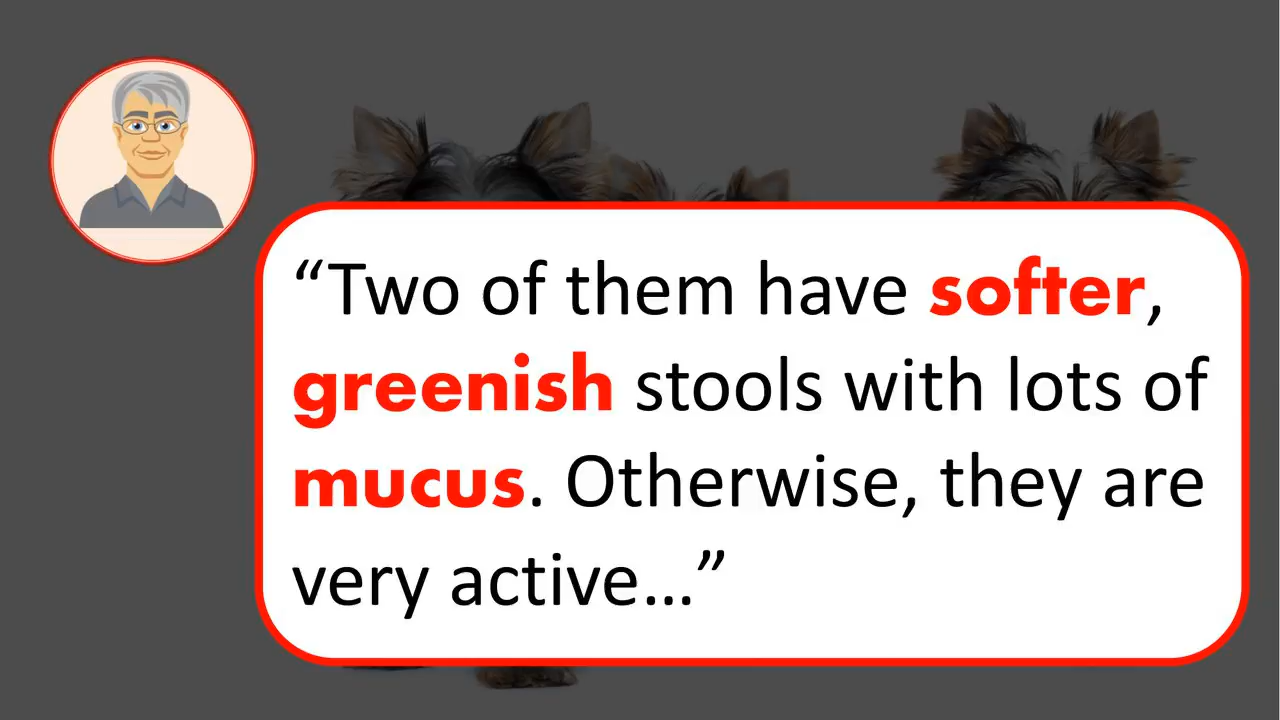 “Two of them have softer,
greenish stools with lots of
mucus. Otherwise, they are
very active...”